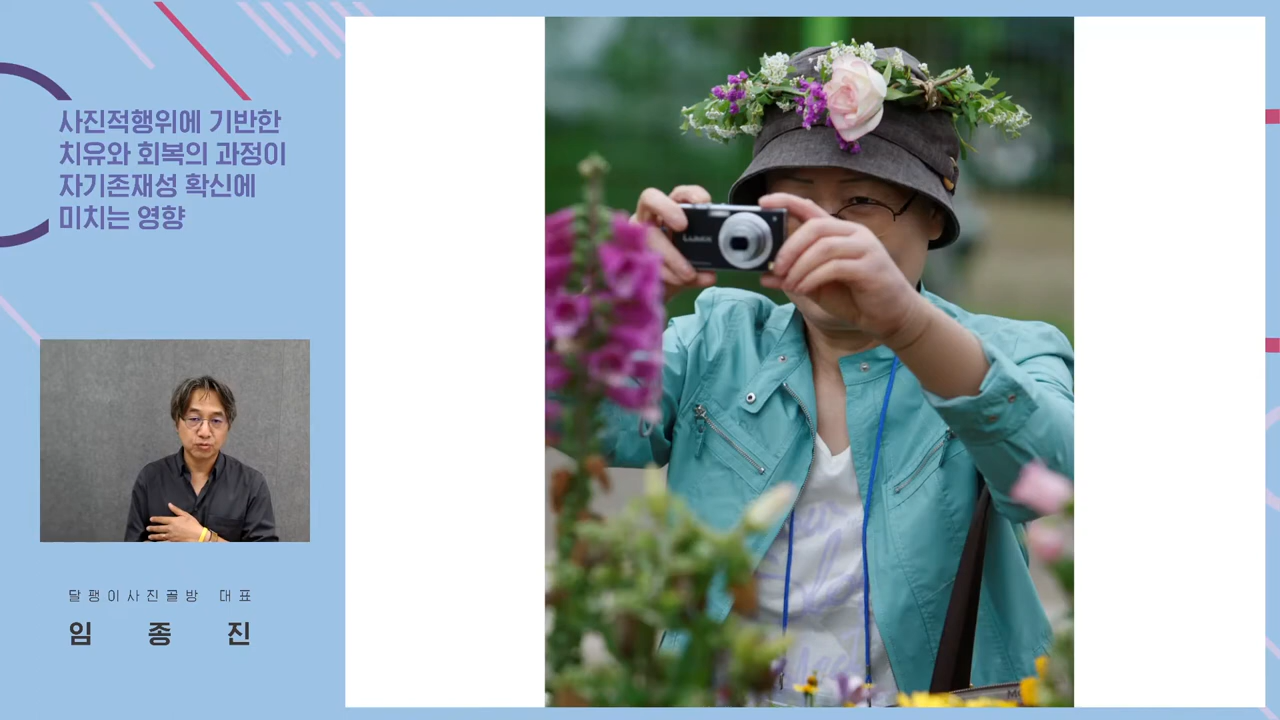 사진적행위에 기반한
치유와 회복의 과정이
자기존재성 확신에
미치는 영향
LUMIX
달팽이사진골방 대표
임 종 진